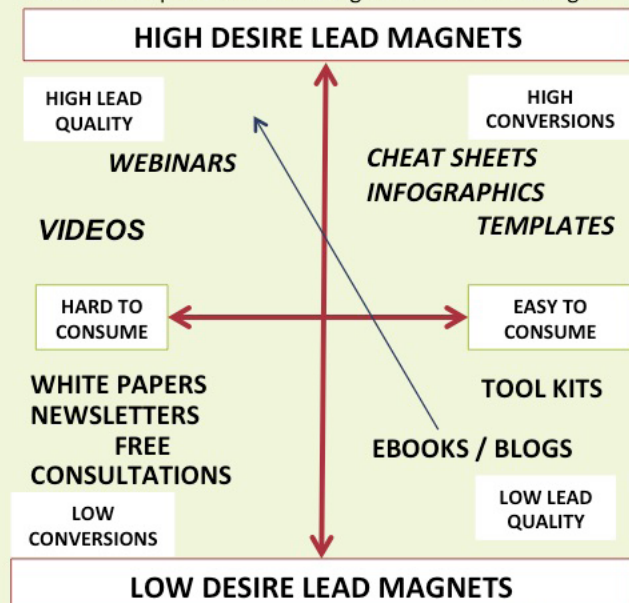 HIGH DESIRE LEAD MAGNETS
HIGH LEAD
QUALITY
HIGH
CONVERSIONS
WEBINARS
CHEAT SHEETS
INFOGRAPHICS
TEMPLATES
VIDEOS
HARD TO
CONSUME
EASY TO
CONSUME
WHITE PAPERS
NEWSLETTERS
FREE
CONSULTATIONS
TOOL KITS
EBOOKS / BLOGS
LOW
CONVERSIONS
LOW LEAD
QUALITY
LOW DESIRE LEAD MAGNETS